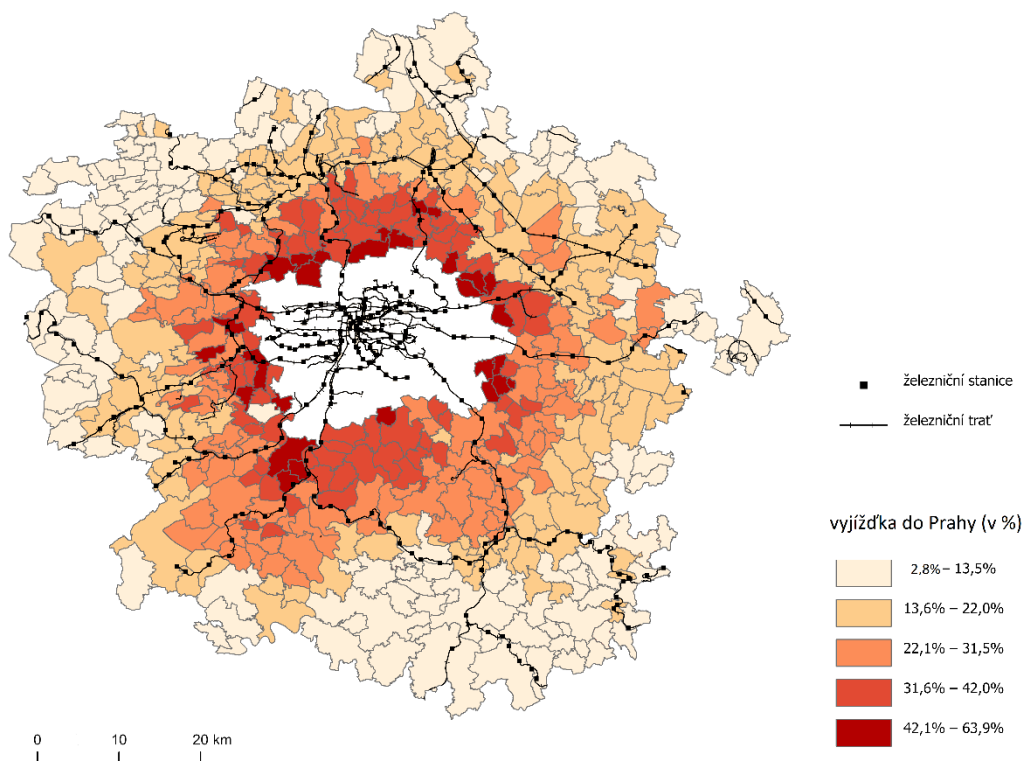 železniční stanice
železniční trať
vyjížďka do Prahy (v %)
2,8% – 13,5%
13,6% – 22,0%
22,1% – 31,5%
31,6% – 42,0%
42,1% – 63,9%
0 10 20 km